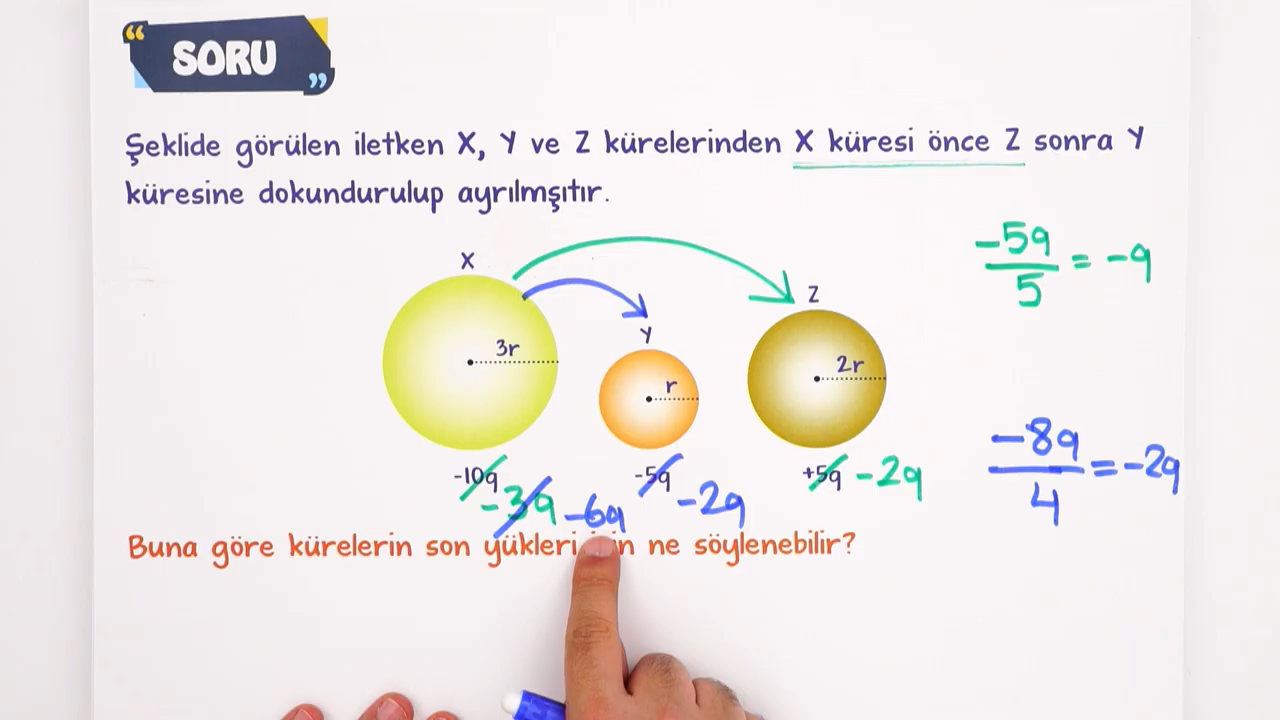 SORU
Şeklide görülen iletken X, Y ve Z kürelerinden X küresi önce Z sonra Y
küresine dokundurulup ayrılmşıtır.
-5q
5
= -q
X
Z
Y
3r
r
2r
-10q
-3q
-6q
-5q
-2q
+5q
-2q
-8q
4
= -2q
Buna göre kürelerin son yükleri ne söylenebilir?